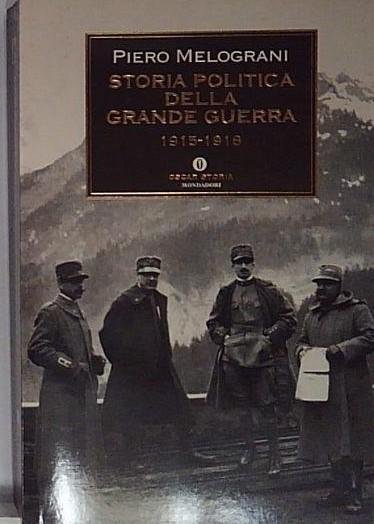 PIERO MELOGRANI
STORIA POLITICA
DELLA
GRANDE GUERRA
1915-1918
OSCAR STORIA
MONDADORI